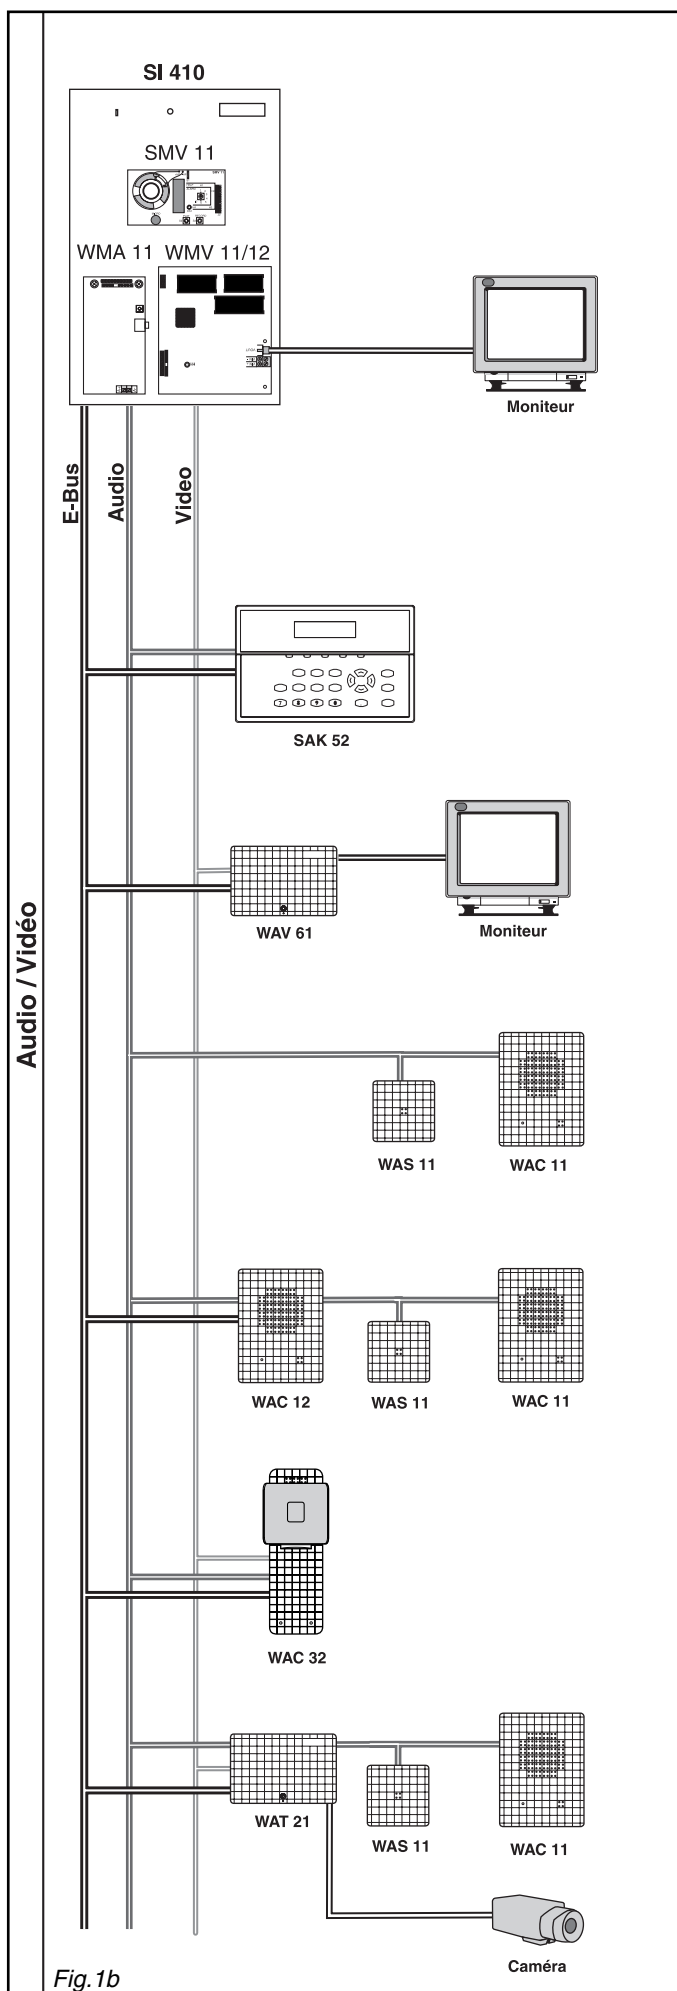 SI 410
SMV 11
WMA 11
WMV 11/12
Moniteur
E-Bus
Audio
Video
SAK 52
Audio / Vidéo
WAV 61
Moniteur
WAS 11
WAC 11
WAC 12
WAS 11
WAC 11
WAC 32
WAT 21
WAS 11
WAC 11
Caméra
Fig.1b